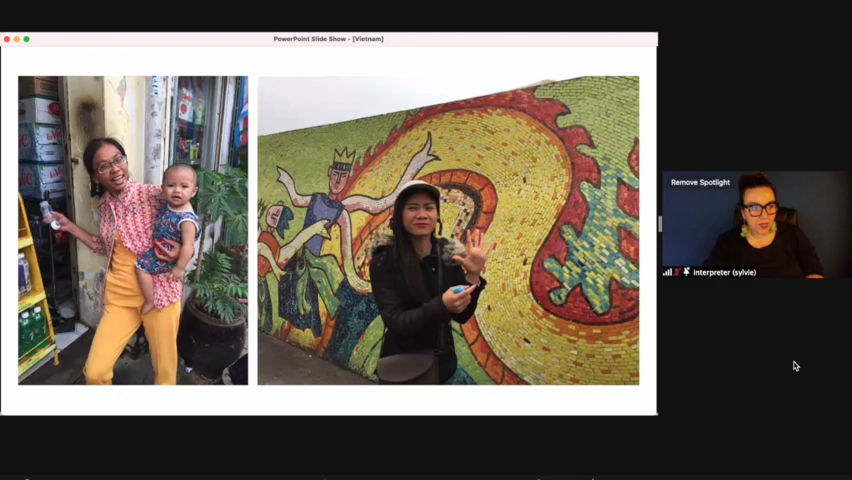 PowerPoint Slide Show - [Vietnam]
Remove Spotlight
interpreter (sylvie)